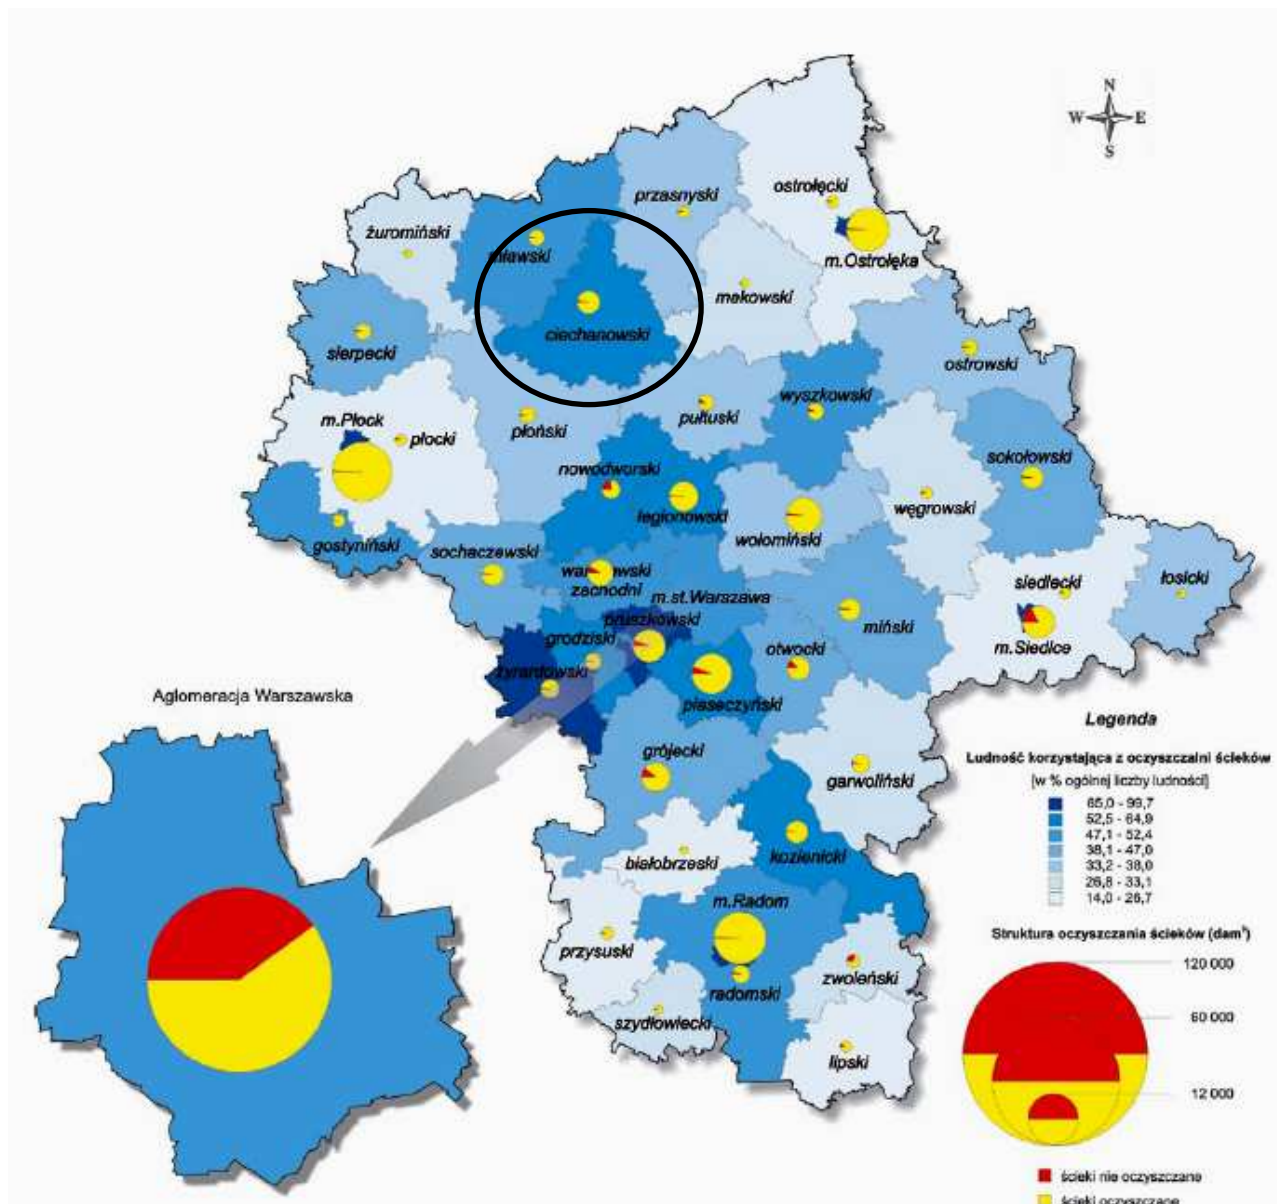 N
W E
S
ostrołęcki
przasnyski
żuromiński
mławski
m.Ostrołęka
makowski
ciechanowski
sierpecki
ostrowski
wyszkowski
m.Płock
pułtuski
płocki
płoński
nowodworski
sokołowski
legionowski
węgrowski
wołomiński
gostyniński
sochaczewski
warszawski
zachodni
siedlecki
łosicki
m.st.Warszawa
pruszkowski
miński
grodziski
otwocki
m.Siedlce
żyrardowski
piaseczyński
Aglomeracja Warszawska
grójecki
garwoliński
białobrzeski
kozienicki
m.Radom
przysuski
zwoleński
radomski
szydłowiecki
lipski
Legenda
Ludność korzystająca z oczyszczalni ścieków
[w % ogólnej liczby ludności]
65,0 - 99,7
52,5 - 64,9
47,1 - 52,4
38,1 - 47,0
33,2 - 38,0
26,8 - 33,1
14,0 - 26,7
Struktura oczyszczania ścieków (dam³)
120 000
60 000
12 000
ścieki nie oczyszczane
ścieki oczyszczane